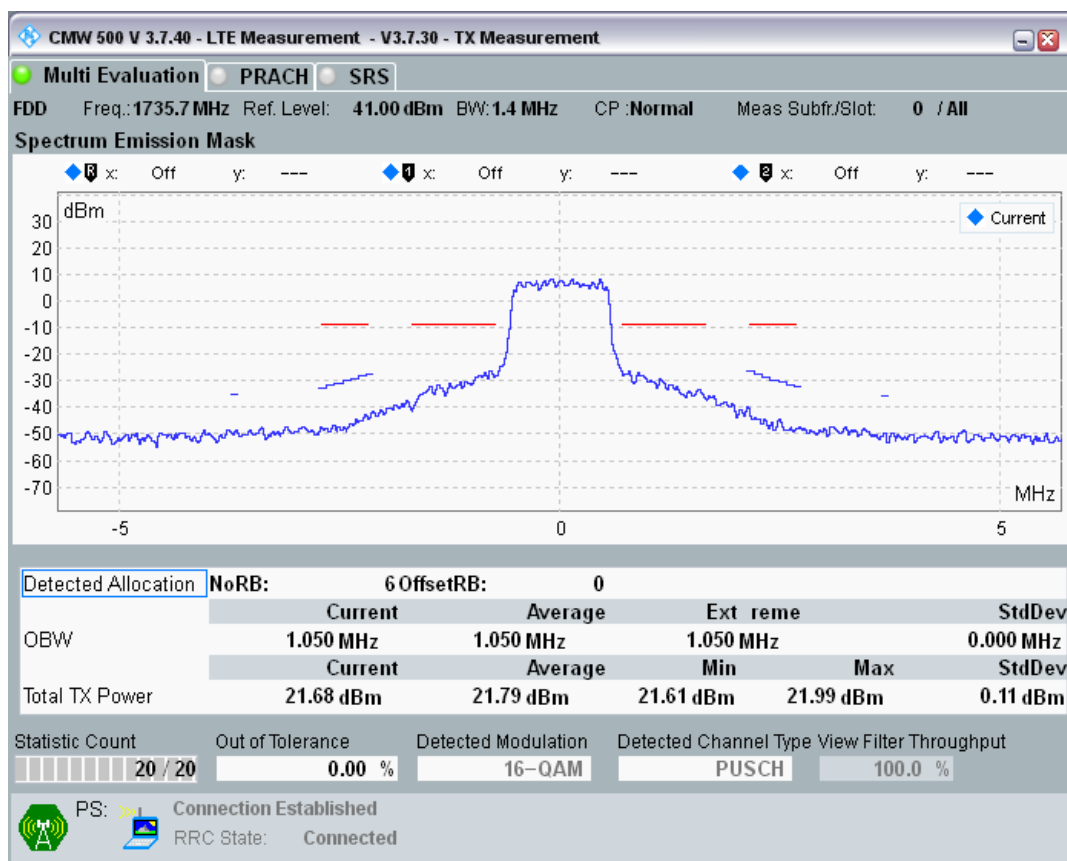 CMW 500 V 3.7.40 - LTE Measurement - V3.7.30 - TX Measurement
Multi Evaluation PRACH SRS
FDD Freq.: 1735.7 MHz Ref. Level: 41.00 dBm BW: 1.4 MHz CP :Normal Meas Subfr./Slot: 0 / All
Spectrum Emission Mask
R x: Off y: --- 1 x: Off y: --- 2 x: Off y: ---
dBm
Current
30
20
10
0
-10
-20
-30
-40
-50
-60
-70
MHz
-5 0 5
Detected Allocation NoRB: 6 OffsetRB: 0
Current Average Ext reme StdDev
OBW 1.050 MHz 1.050 MHz 1.050 MHz 0.000 MHz
Current Average Min Max StdDev
Total TX Power 21.68 dBm 21.79 dBm 21.61 dBm 21.99 dBm 0.11 dBm
Statistic Count Out of Tolerance Detected Modulation Detected Channel Type View Filter Throughput
20 / 20 0.00 % 16-QAM PUSCH 100.0 %
PS: Connection Established
RRC State: Connected